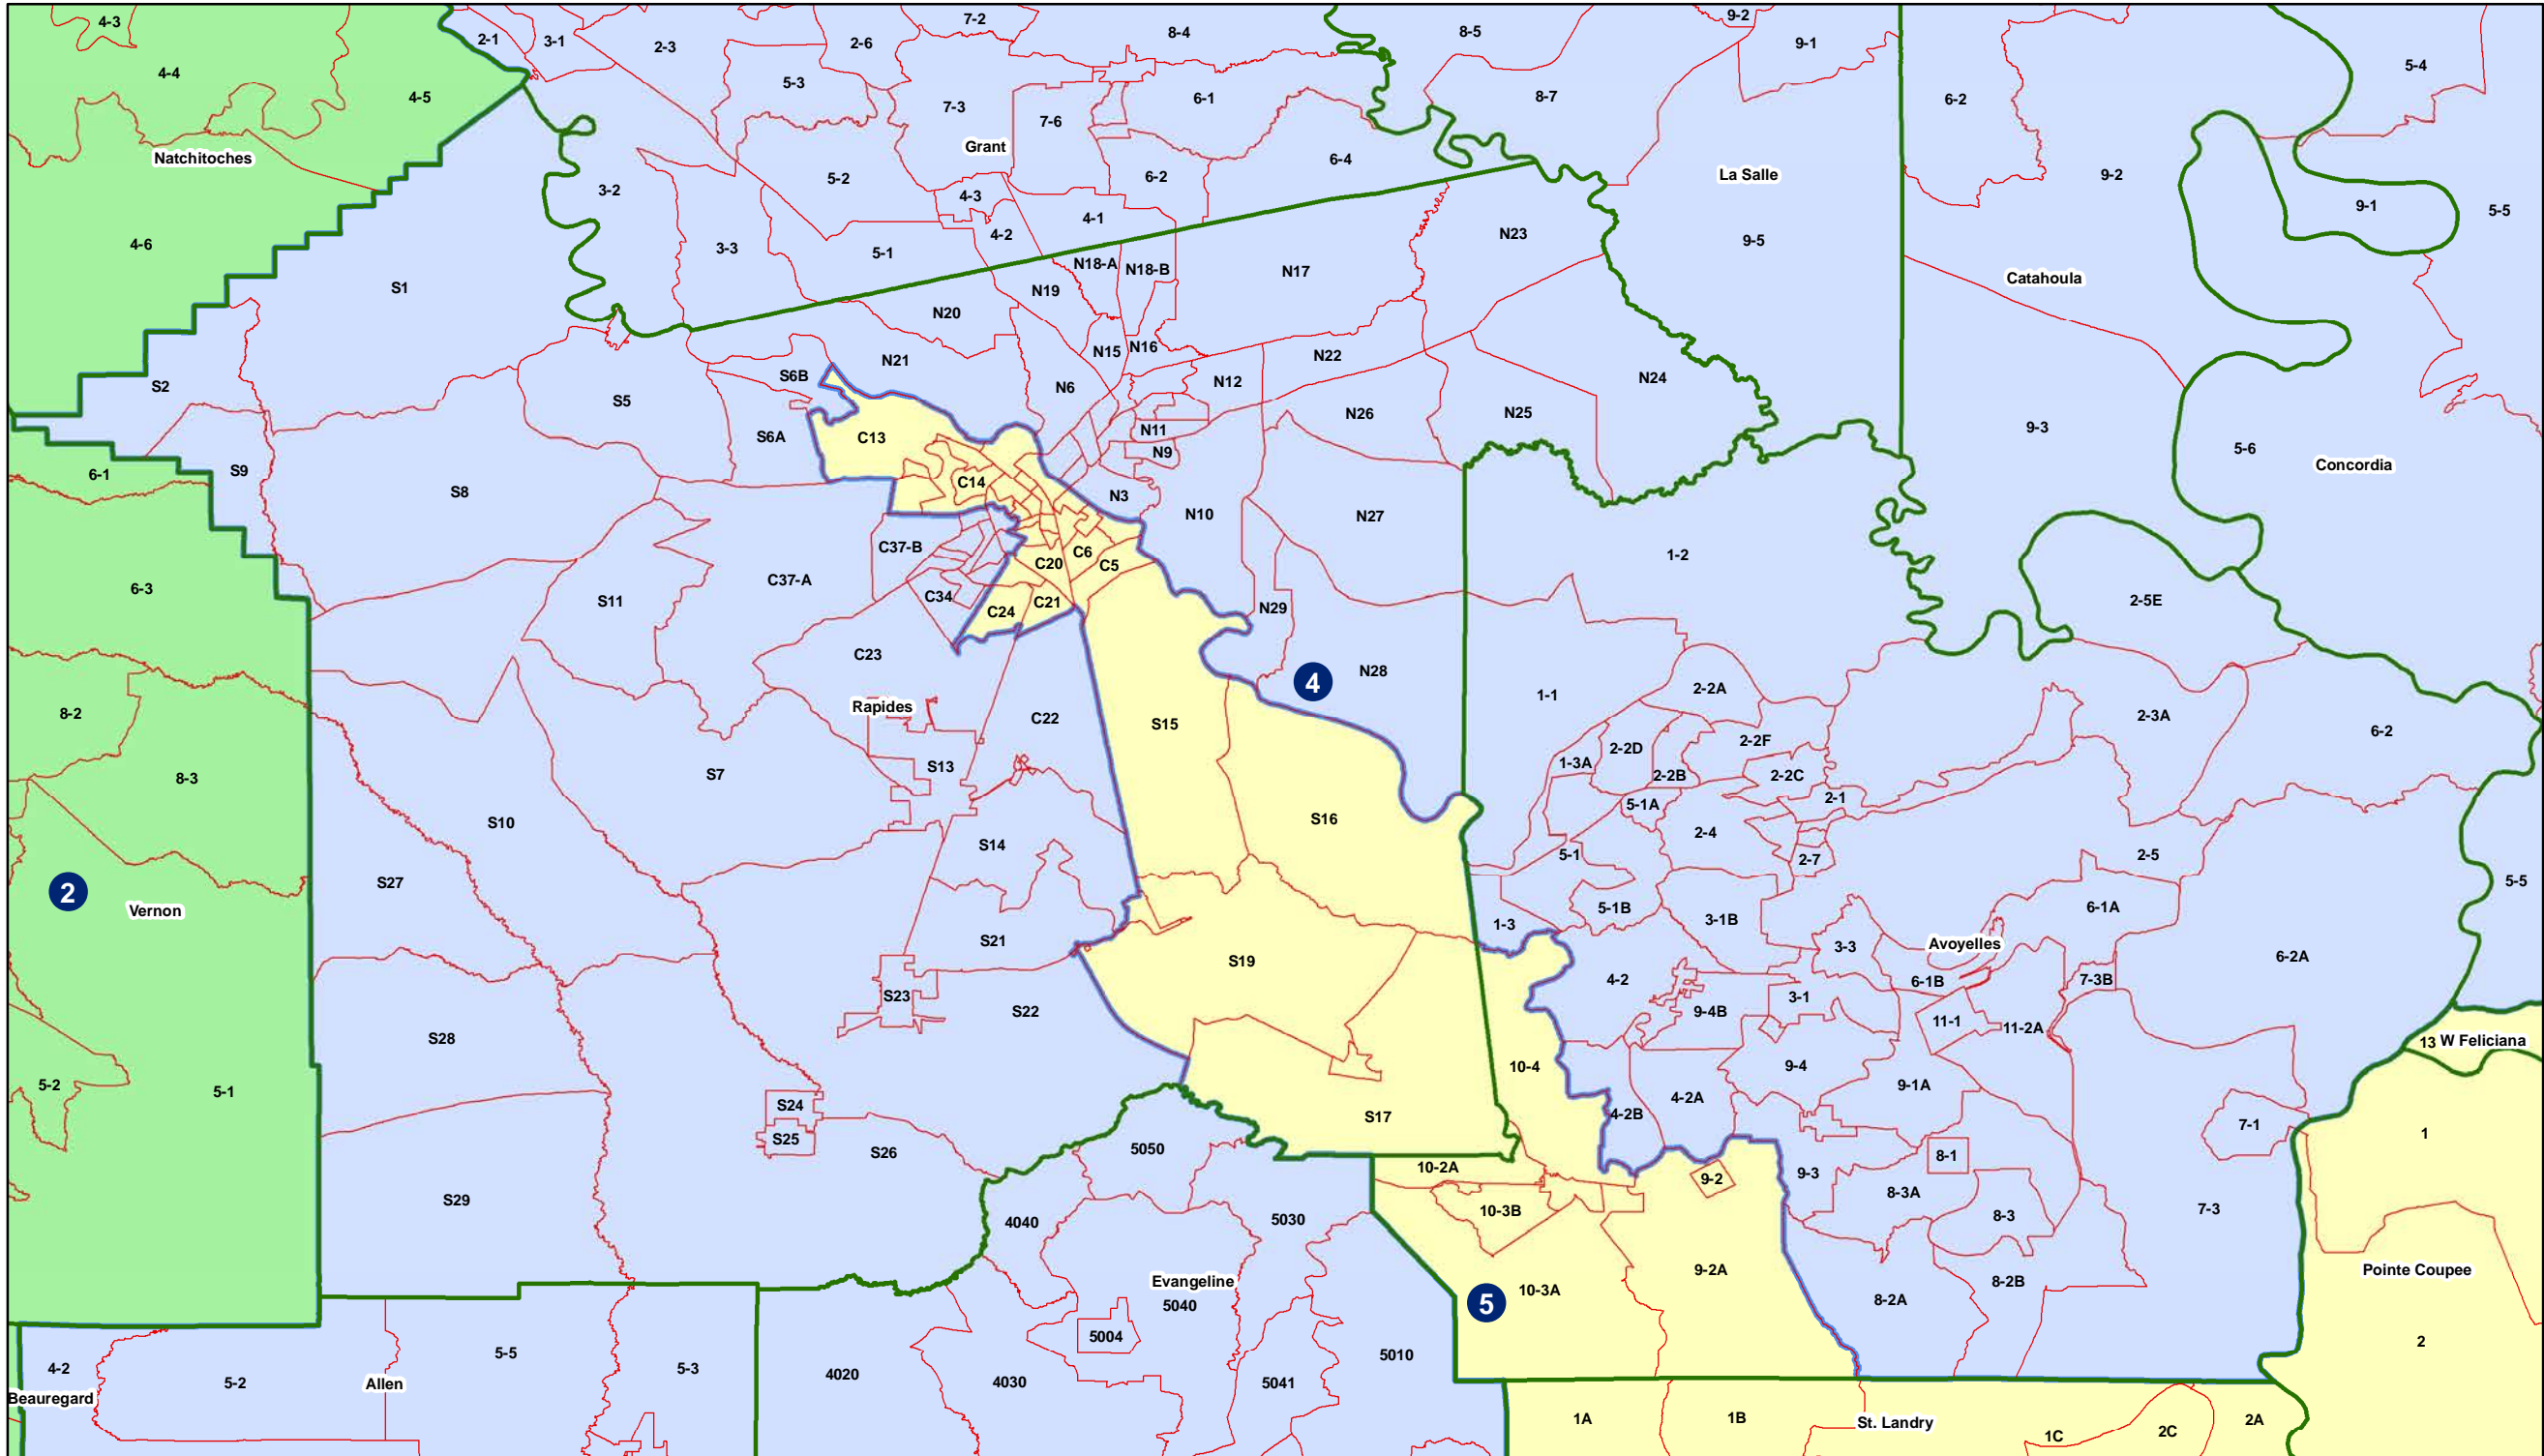 4-3
2-1
3-1
2-3
2-6
7-2
8-4
8-5
9-2
9-1
4-4
4-5
5-3
7-3
7-6
6-1
8-7
6-2
5-4
Natchitoches
Grant
6-4
La Salle
3-2
5-2
4-3
6-2
9-2
4-1
9-1
5-5
4-6
3-3
5-1
4-2
N23
9-5
S1
N18-A
N18-B
N17
Catahoula
N19
N20
N15
N16
N22
N21
S2
S6B
N6
N12
N24
S5
N26
N25
S6A
C13
N11
9-3
N9
5-6
Concordia
6-1
S9
S8
C14
N3
N10
N27
C37-B
C6
1-2
C20
C5
6-3
C37-A
S11
C34
C24
C21
N29
2-5E
C23
4
N28
1-1
2-2A
8-2
Rapides
C22
S15
2-3A
6-2
2-2D
2-2F
8-3
S7
S13
1-3A
2-2B
2-2C
5-1A
2-1
S10
S16
2-4
S14
5-1
2-7
2-5
2
Vernon
S27
5-5
5-1B
3-1B
6-1A
1-3
S21
3-3
Avoyelles
S19
4-2
6-1B
7-3B
6-2A
S23
3-1
S22
9-4B
11-1
11-2A
S28
13
W Feliciana
5-2
5-1
10-4
9-4
9-1A
S24
4-2A
4-2B
S17
S25
7-1
1
5050
S26
10-2A
9-3
8-1
9-2
8-3A
S29
10-3B
4040
5030
8-3
7-3
Evangeline
5040
5
10-3A
9-2A
8-2B
Pointe Coupee
8-2A
5004
2
4-2
5-2
Allen
5-5
5-3
4020
4030
5041
5010
Beauregard
1A
1B
St. Landry
1C
2C
2A